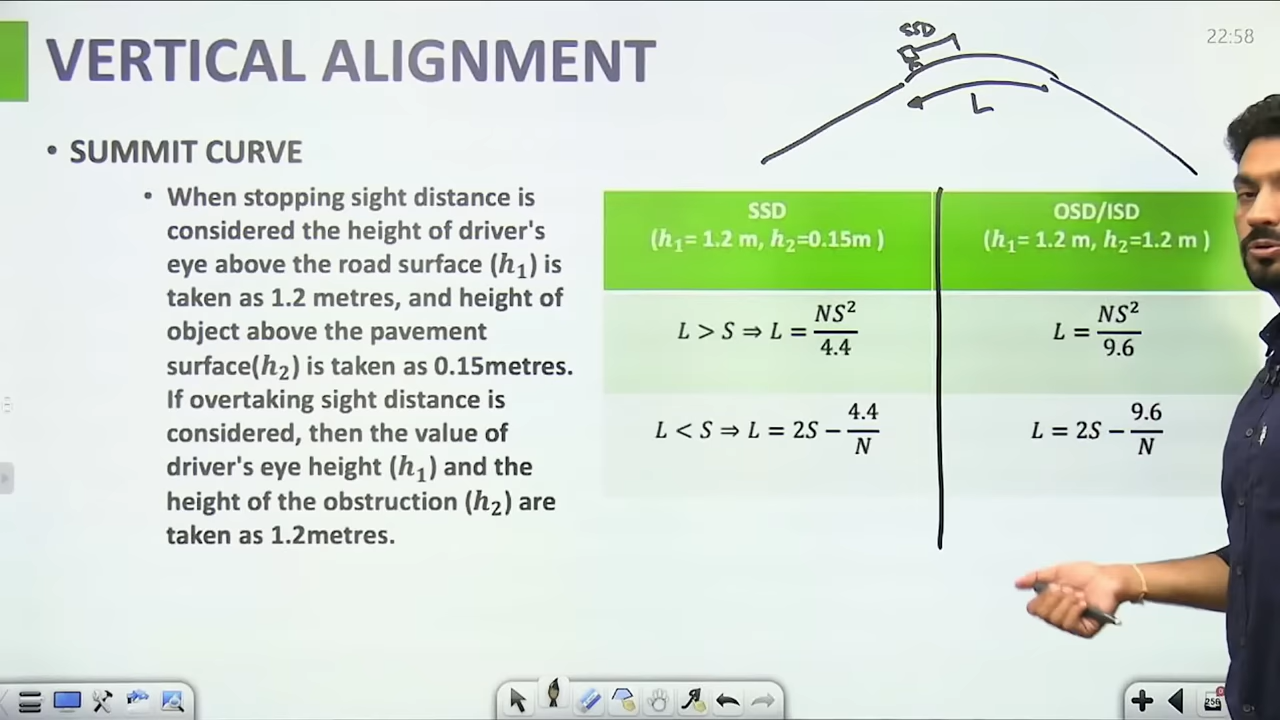 VERTICAL ALIGNMENT
22:58
SSD
L
• SUMMIT CURVE
• When stopping sight distance is
considered the height of driver's
eye above the road surface (h₁) is
taken as 1.2 metres, and height of
object above the pavement
surface(h₂) is taken as 0.15metres.
If overtaking sight distance is
considered, then the value of
driver's eye height (h₁) and the
height of the obstruction (h₂) are
taken as 1.2metres.
SSD
(h₁= 1.2 m, h₂=0.15m )
OSD/ISD
(h₁= 1.2 m, h₂=1.2 m )
L > S ⇒ L = NS²/4.4
L = NS²/9.6
L < S ⇒ L = 2S − 4.4/N
L = 2S − 9.6/N